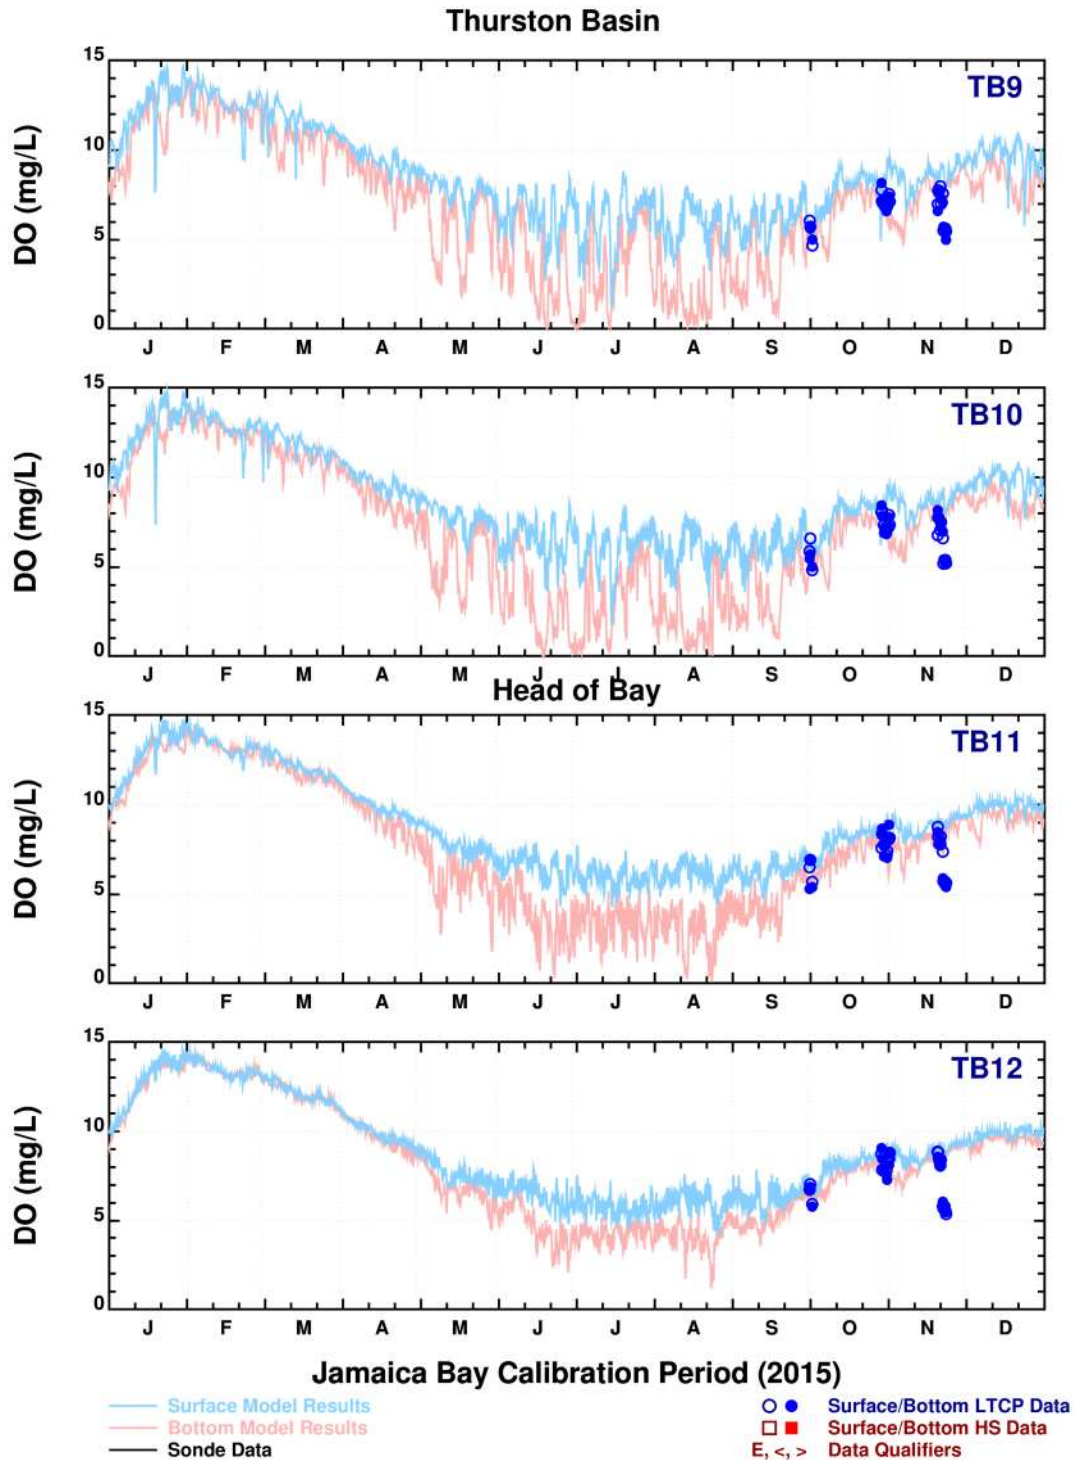 Thurston Basin
TB9
15
10
5
0
DO (mg/L)
J F M A M J J A S O N D
TB10
15
10
5
0
DO (mg/L)
J F M A M J J A S O N D
Head of Bay
TB11
15
10
5
0
DO (mg/L)
J F M A M J J A S O N D
TB12
15
10
5
0
DO (mg/L)
J F M A M J J A S O N D
Jamaica Bay Calibration Period (2015)
Surface Model Results
Bottom Model Results
Sonde Data
Surface/Bottom LTCP Data
Surface/Bottom HS Data
E, <, > Data Qualifiers